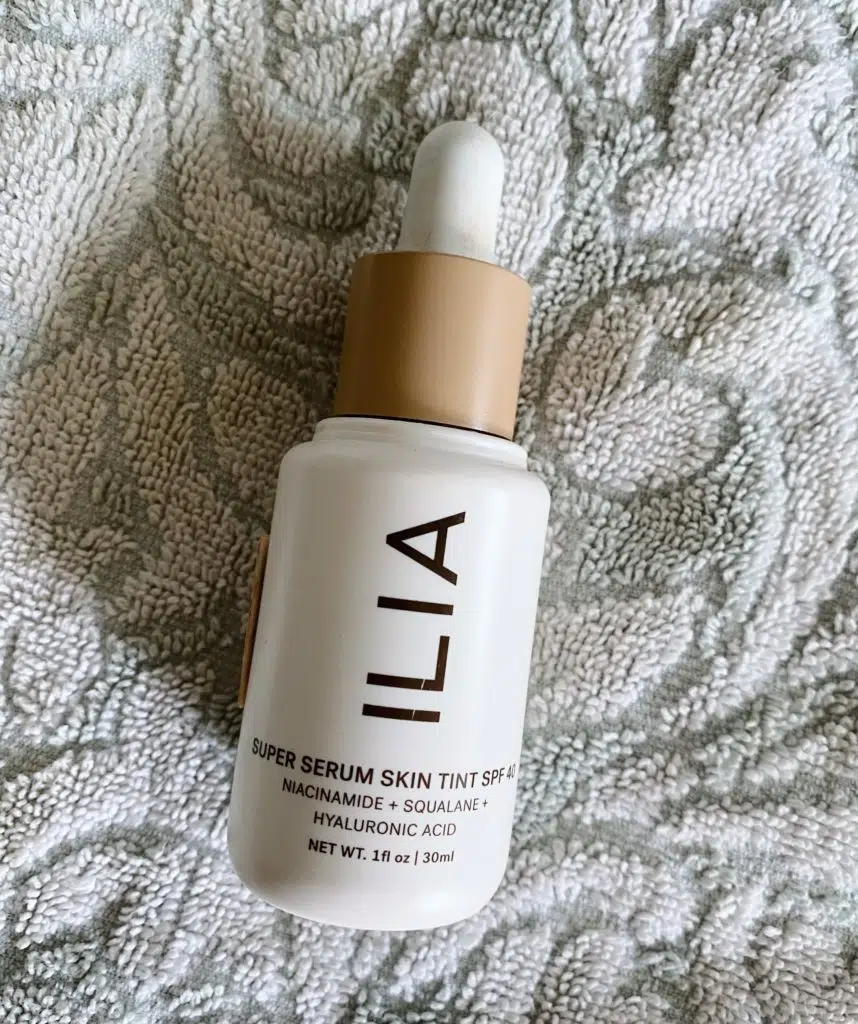 ILIA
SUPER SERUM SKIN TINT SPF 40
NIACINAMIDE + SQUALANE +
HYALURONIC ACID
NET WT. 1fl oz | 30ml